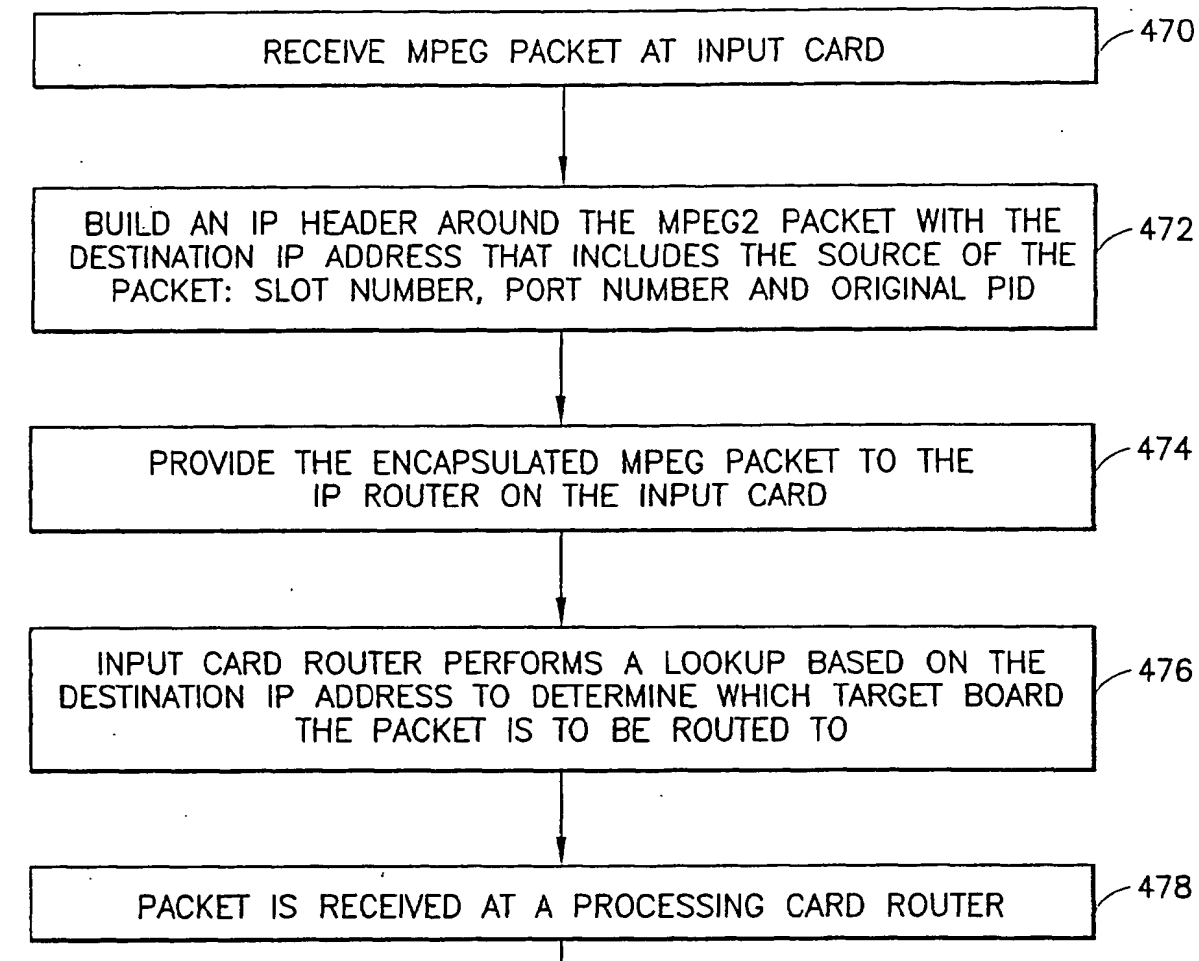 RECEIVE MPEG PACKET AT INPUT CARD
470
BUILD AN IP HEADER AROUND THE MPEG2 PACKET WITH THE
DESTINATION IP ADDRESS THAT INCLUDES THE SOURCE OF THE
PACKET: SLOT NUMBER, PORT NUMBER AND ORIGINAL PID
472
PROVIDE THE ENCAPSULATED MPEG PACKET TO THE
IP ROUTER ON THE INPUT CARD
474
INPUT CARD ROUTER PERFORMS A LOOKUP BASED ON THE
DESTINATION IP ADDRESS TO DETERMINE WHICH TARGET BOARD
THE PACKET IS TO BE ROUTED TO
476
PACKET IS RECEIVED AT A PROCESSING CARD ROUTER
478